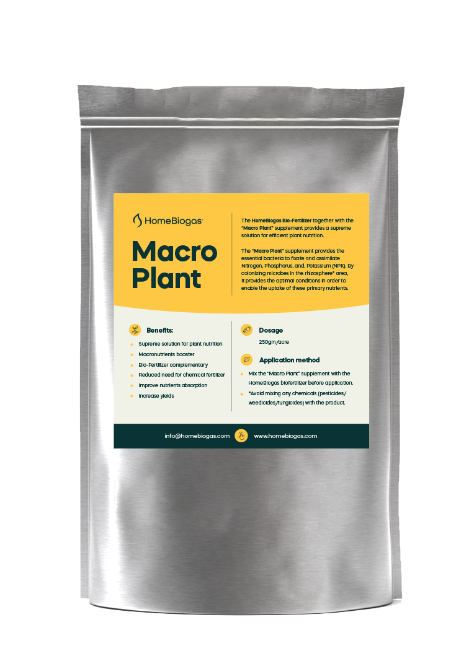 HomeBiogas
Macro
Plant
The HomeBiogas Bio-Fertilizer together with the
"Macro Plant" supplement provides a supreme
solution for efficient plant nutrition.
The "Macro Plant" supplement provides the
essential bacteria to fixate and assimilate
Nitrogen, Phosphorus, and, Potassium (NPK). By
colonizing microbes in the rhizosphere* area,
it provides the optimal conditions in order to
enable the uptake of these primary nutrients.
Benefits:
Supreme solution for plant nutrition
Macronutrients booster
Bio-Fertilizer complementary
Reduced need for chemical fertilizer
Improve nutrients absorption
Increase yields
Dosage
250gm/acre
Application method
Mix the "Macro Plant" supplement with the
HomeBiogas biofertilizer before application.
*Avoid mixing any chemicals (pesticides/
weedicides/fungicides) with the product.
info@homebiogas.com www.homebiogas.com